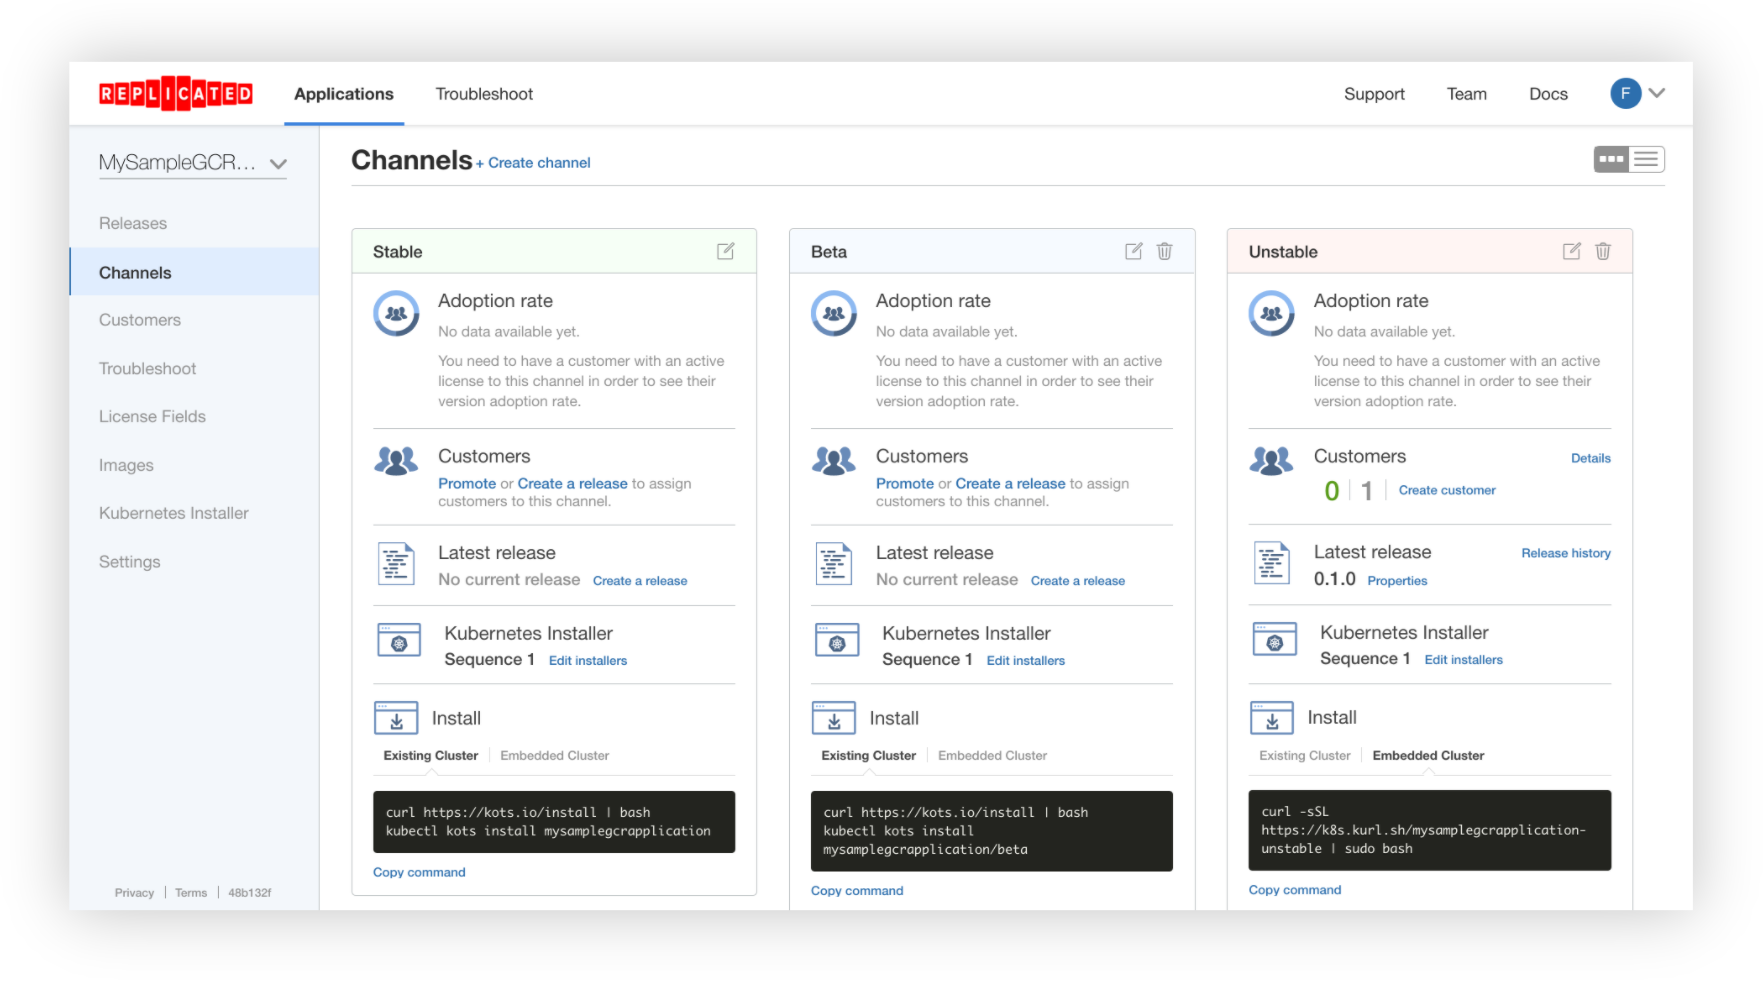 REPLICATED
Applications
Troubleshoot
Support
Team
Docs
F
MySampleGCR...
Releases
Channels
Customers
Troubleshoot
License Fields
Images
Kubernetes Installer
Settings
Privacy | Terms | 48b132f
Channels + Create channel
Stable
Adoption rate
No data available yet.
You need to have a customer with an active
license to this channel in order to see their
version adoption rate.
Customers
Promote or Create a release to assign
customers to this channel.
Latest release
No current release Create a release
Kubernetes Installer
Sequence 1 Edit installers
Install
Existing Cluster | Embedded Cluster
curl https://kots.io/install | bash
kubectl kots install mysamplegcrapplication
Copy command
Beta
Adoption rate
No data available yet.
You need to have a customer with an active
license to this channel in order to see their
version adoption rate.
Customers
Promote or Create a release to assign
customers to this channel.
Latest release
No current release Create a release
Kubernetes Installer
Sequence 1 Edit installers
Install
Existing Cluster | Embedded Cluster
curl https://kots.io/install | bash
kubectl kots install
mysamplegcrapplication/beta
Copy command
Unstable
Adoption rate
No data available yet.
You need to have a customer with an active
license to this channel in order to see their
version adoption rate.
Customers Details
0 | 1 | Create customer
Latest release Release history
0.1.0 Properties
Kubernetes Installer
Sequence 1 Edit installers
Install
Existing Cluster | Embedded Cluster
curl -sSL
https://k8s.kurl.sh/mysamplegcrapplication-
unstable | sudo bash
Copy command